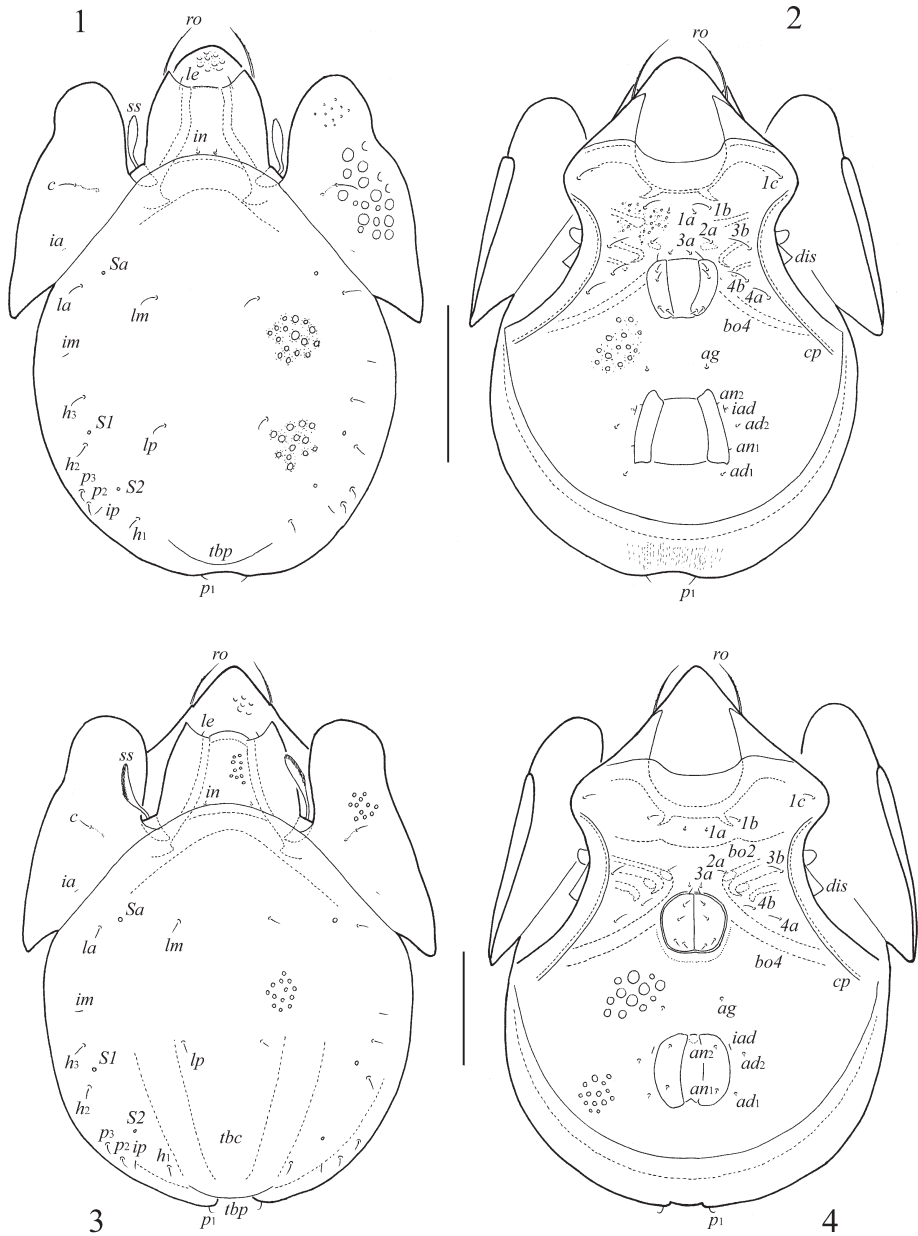 1
ro
le
ss
in
c
ia
Sa
la
lm
im
h3
S1
lp
h2
p3
p2
S2
ip
h1
tbp
p1
2
ro
1c
1b
1a
2a
3b
3a
dis
4b
4a
bo4
cp
ag
an2
iad
ad2
an1
ad1
p1
ro
le
ss
in
c
ia
Sa
la
lm
im
h3
S1
lp
h2
S2
p3
p2
ip
h1
tbc
tbp
p1
3
ro
1c
1b
1a
bo2
2a
3b
3a
dis
4b
4a
bo4
cp
ag
iad
an2
ad2
an1
ad1
p1
4